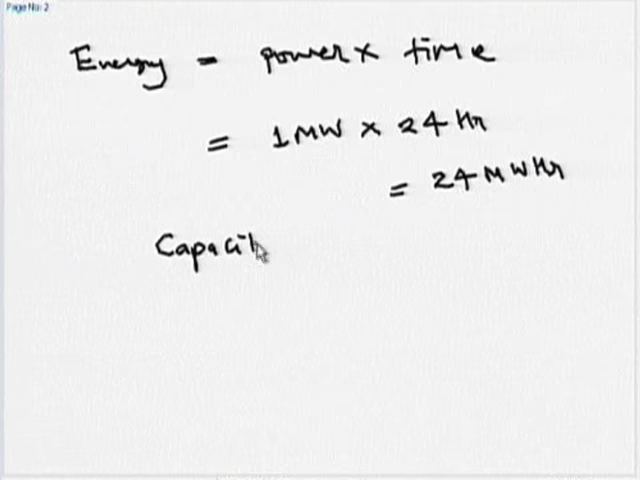 Page No: 2
Energy = power x time
= 1MW x 24 Hr
= 24 MWHr
Capacit